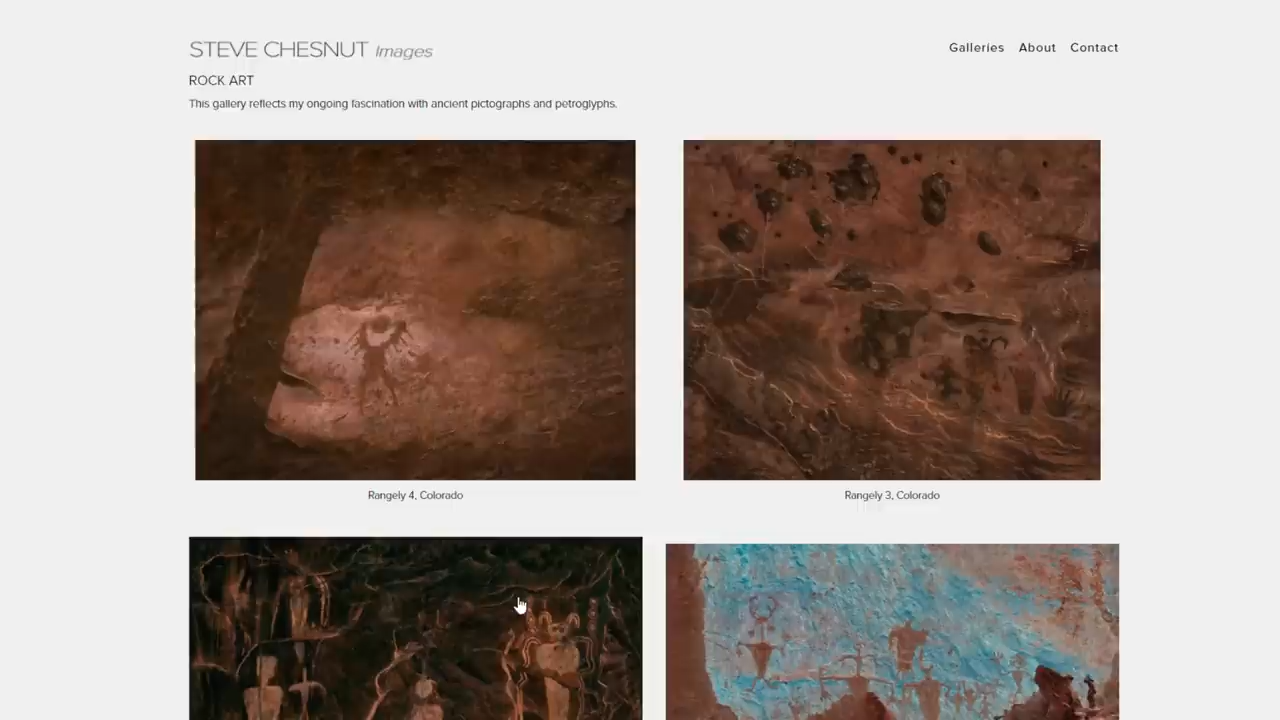 STEVE CHESNUT Images
Galleries About Contact
ROCK ART
This gallery reflects my ongoing fascination with ancient pictographs and petroglyphs.
Rangely 4, Colorado
Rangely 3, Colorado